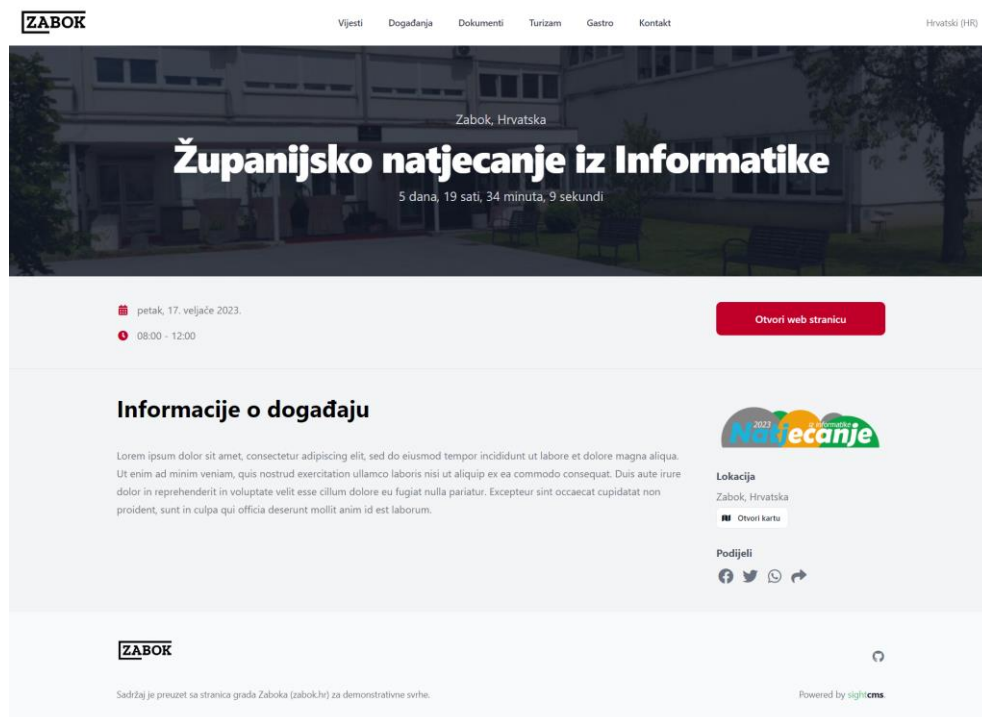 ZABOK
Vijesti Događanja Dokumenti Turizam Gastro Kontakt
Hrvatski (HR)
Zabok, Hrvatska
Županijsko natjecanje iz Informatike
5 dana, 19 sati, 34 minuta, 9 sekundi
petak, 17. veljače 2023.
08:00 - 12:00
Otvori web stranicu
Informacije o događaju
Lorem ipsum dolor sit amet, consectetur adipiscing elit, sed do eiusmod tempor incididunt ut labore et dolore magna aliqua.
Ut enim ad minim veniam, quis nostrud exercitation ullamco laboris nisi ut aliquip ex ea commodo consequat. Duis aute irure
dolor in reprehenderit in voluptate velit esse cillum dolore eu fugiat nulla pariatur. Excepteur sint occaecat cupidatat non
proident, sunt in culpa qui officia deserunt mollit anim id est laborum.
2023 iz informatike
Natjecanje
Lokacija
Zabok, Hrvatska
Otvori kartu
Podijeli
ZABOK
Sadržaj je preuzet sa stranica grada Zaboka (zabok.hr) za demonstrativne svrhe.
Powered by sightcms.